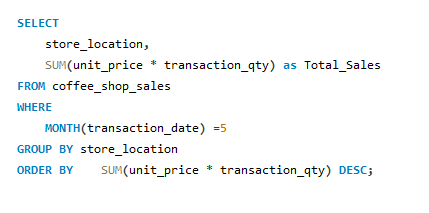 SELECT
    store_location,
    SUM(unit_price * transaction_qty) as Total_Sales
FROM coffee_shop_sales
WHERE
    MONTH(transaction_date) =5
GROUP BY store_location
ORDER BY    SUM(unit_price * transaction_qty) DESC;